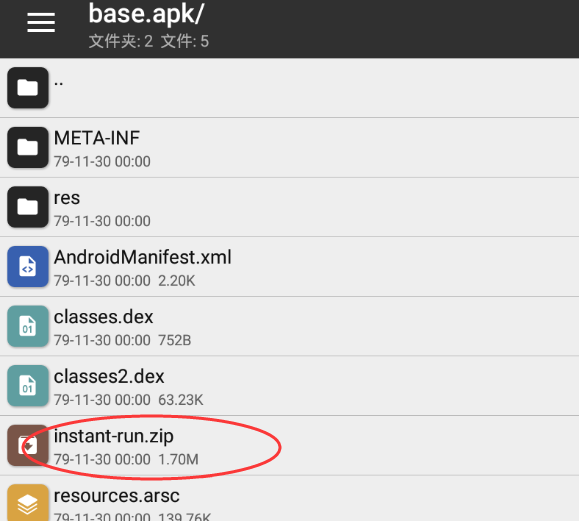 base.apk/
文件夹: 2 文件: 5
..
META-INF
79-11-30 00:00
res
79-11-30 00:00
AndroidManifest.xml
79-11-30 00:00 2.20K
01
classes.dex
79-11-30 00:00 752B
01
classes2.dex
79-11-30 00:00 63.23K
instant-run.zip
79-11-30 00:00 1.70M
resources.arsc
79-11-30 00:00 139.76K